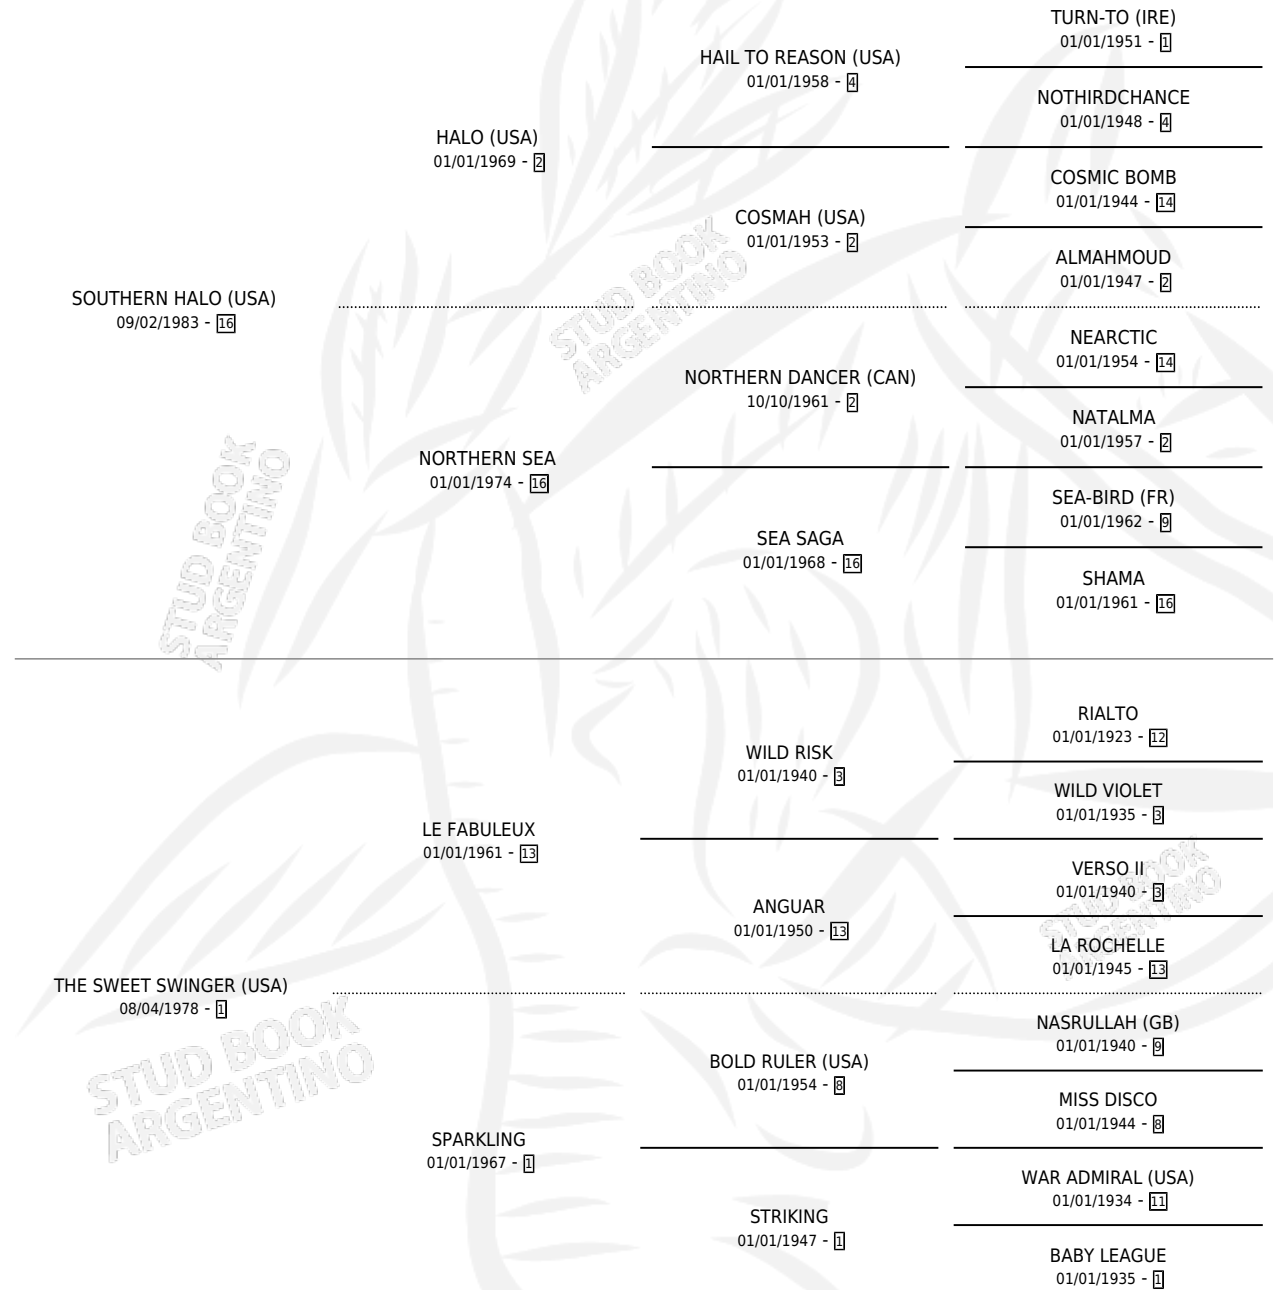 TURN-TO (IRE)
01/01/1951 - 1
HAIL TO REASON (USA)
01/01/1958 - 4
NOTHIRDCHANCE
01/01/1948 - 4
HALO (USA)
01/01/1969 - 2
COSMIC BOMB
01/01/1944 - 14
COSMAH (USA)
01/01/1953 - 2
ALMAHMOUD
01/01/1947 - 2
SOUTHERN HALO (USA)
09/02/1983 - 16
STUD BOOK
ARGENTINO
NEARCTIC
01/01/1954 - 14
NORTHERN DANCER (CAN)
10/10/1961 - 2
NATALMA
01/01/1957 - 2
NORTHERN SEA
01/01/1974 - 16
SEA-BIRD (FR)
01/01/1962 - 9
SEA SAGA
01/01/1968 - 16
SHAMA
01/01/1961 - 16
STUD BOOK
ARGENTINO
RIALTO
01/01/1923 - 12
WILD RISK
01/01/1940 - 3
WILD VIOLET
01/01/1935 - 3
LE FABULEUX
01/01/1961 - 13
VERSO II
01/01/1940 - 3
ANGUAR
01/01/1950 - 13
LA ROCHELLE
01/01/1945 - 13
STUD BOOK
ARGENTINO
THE SWEET SWINGER (USA)
08/04/1978 - 1
STUD BOOK
ARGENTINO
NASRULLAH (GB)
01/01/1940 - 9
BOLD RULER (USA)
01/01/1954 - 8
MISS DISCO
01/01/1944 - 8
SPARKLING
01/01/1967 - 1
WAR ADMIRAL (USA)
01/01/1934 - 11
STRIKING
01/01/1947 - 1
BABY LEAGUE
01/01/1935 - 1